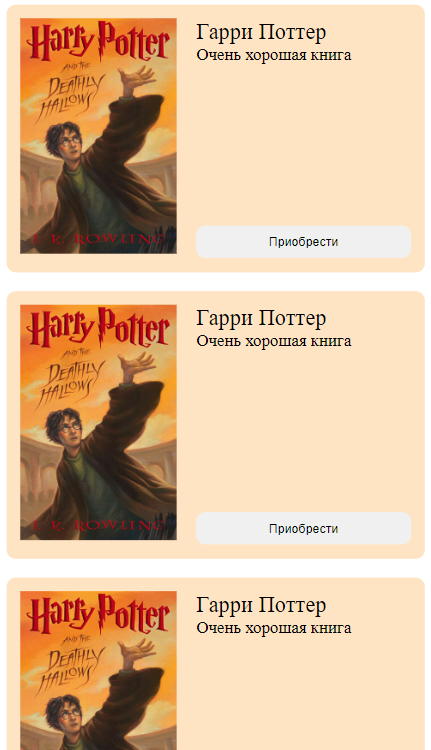 Harry Potter
AND THE
DEATHLY
HALLOWS
J. K. ROWLING
Гарри Поттер
Очень хорошая книга
Приобрести
Harry Potter
AND THE
DEATHLY
HALLOWS
J. K. ROWLING
Гарри Поттер
Очень хорошая книга
Приобрести
Harry Potter
AND THE
DEATHLY
HALLOWS
Гарри Поттер
Очень хорошая книга